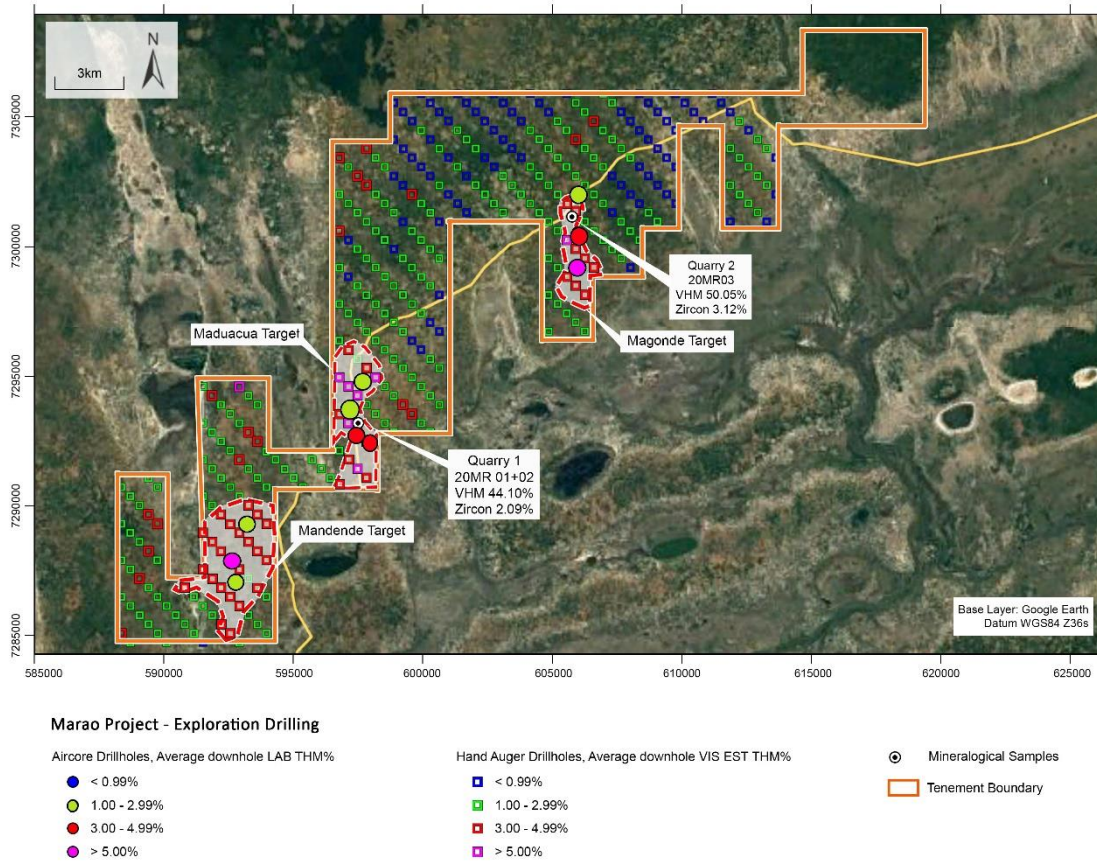 N
3km
7305000
7300000
7295000
7290000
7285000
Maduacua Target
Quarry 2
20MR03
VHM 50.05%
Zircon 3.12%
Magonde Target
Quarry 1
20MR 01+02
VHM 44.10%
Zircon 2.09%
Mandende Target
Base Layer: Google Earth
Datum WGS84 Z36s
585000 590000 595000 600000 605000 610000 615000 620000 625000
Marao Project - Exploration Drilling
Aircore Drillholes, Average downhole LAB THM%
< 0.99%
1.00 - 2.99%
3.00 - 4.99%
> 5.00%
Hand Auger Drillholes, Average downhole VIS EST THM%
< 0.99%
1.00 - 2.99%
3.00 - 4.99%
> 5.00%
Mineralogical Samples
Tenement Boundary